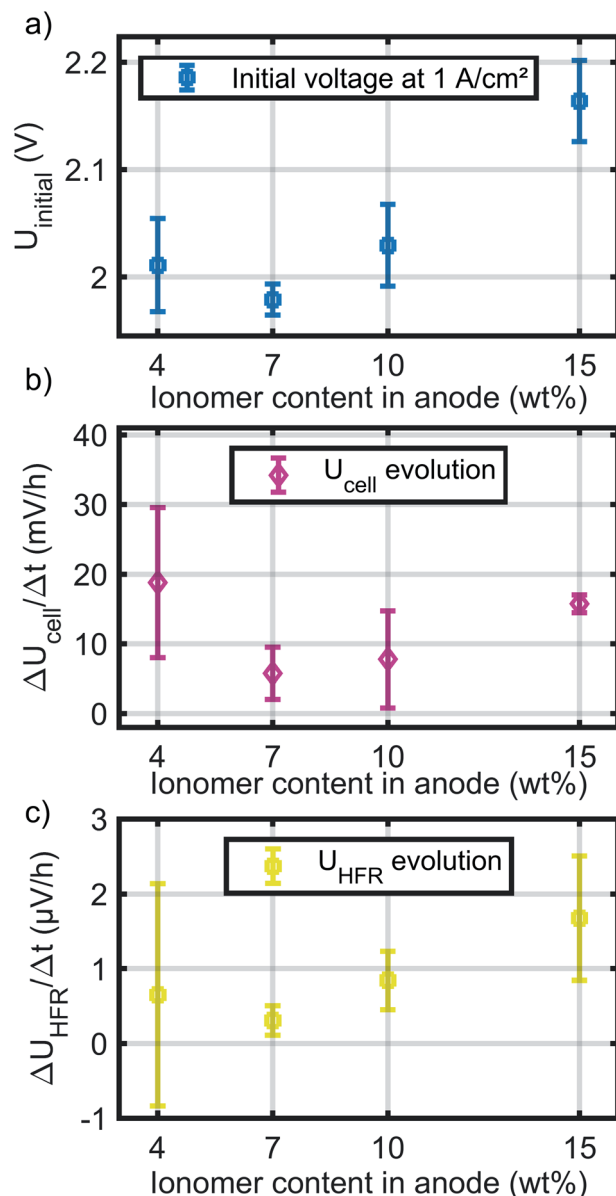 a)
Initial voltage at 1 A/cm²
U_initial (V)
2.2
2.1
2
4 7 10 15
Ionomer content in anode (wt%)
b)
U_cell evolution
ΔU_cell/Δt (mV/h)
40
30
20
10
0
4 7 10 15
Ionomer content in anode (wt%)
c)
U_HFR evolution
ΔU_HFR/Δt (µV/h)
3
2
1
0
-1
4 7 10 15
Ionomer content in anode (wt%)